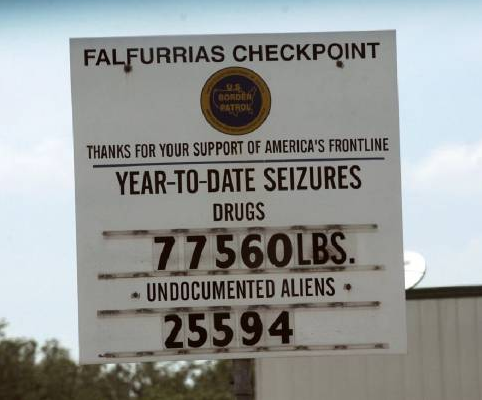 FALFURRIAS CHECKPOINT
U.S.
BORDER
PATROL
THANKS FOR YOUR SUPPORT OF AMERICA'S FRONTLINE
YEAR-TO-DATE SEIZURES
DRUGS
77560LBS.
UNDOCUMENTED ALIENS
25594